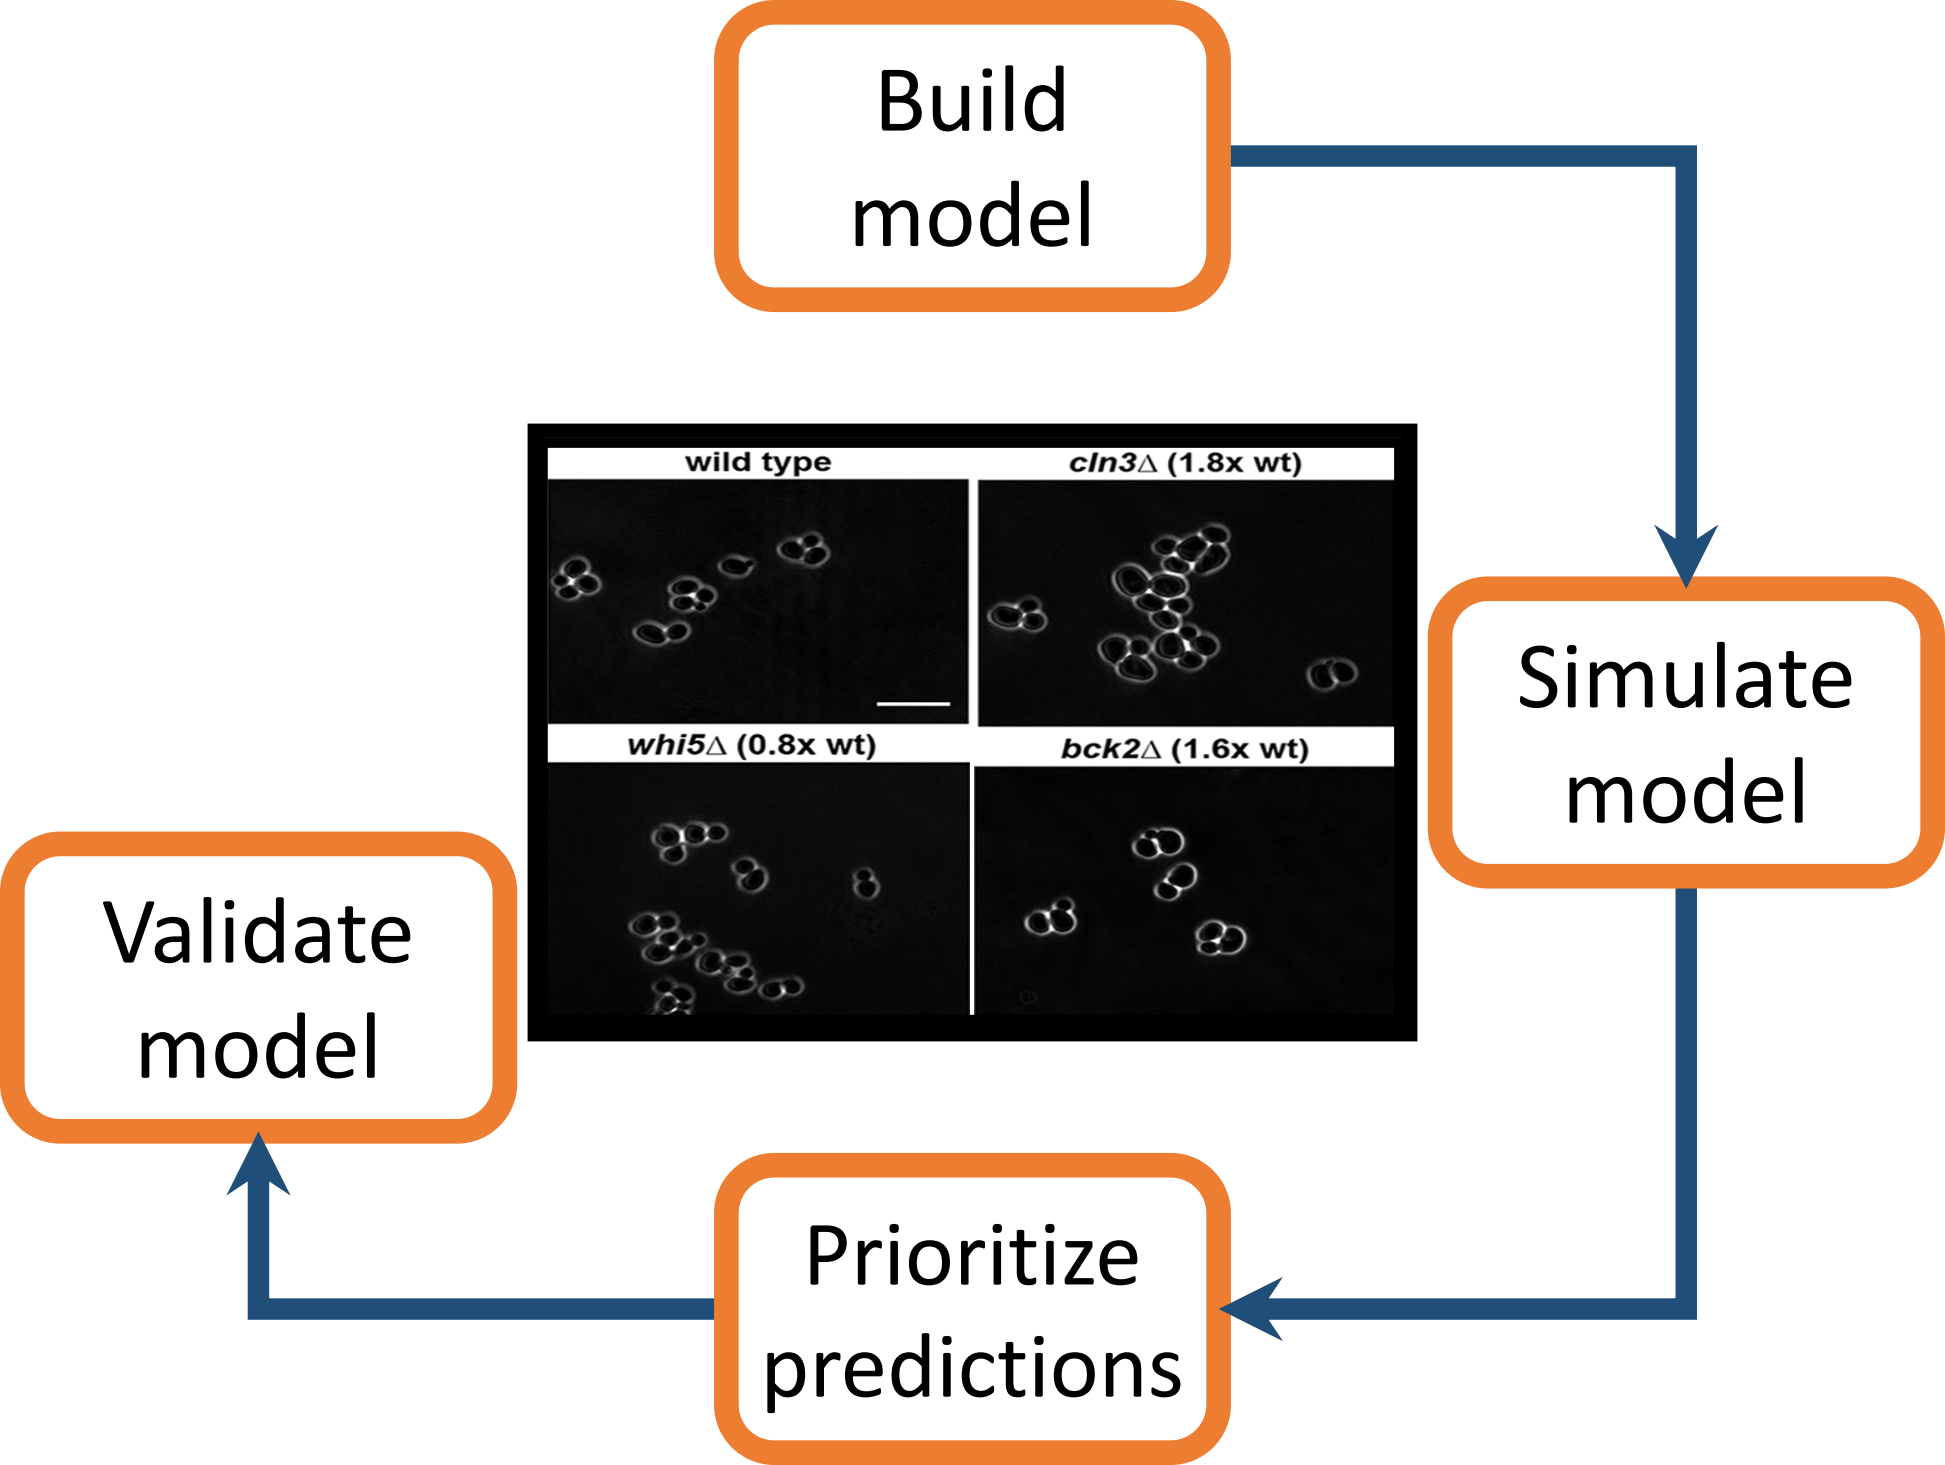 Build
model
wild type
cln3Δ (1.8x wt)
Simulate
model
whi5Δ (0.8x wt)
bck2Δ (1.6x wt)
Validate
model
Prioritize
predictions